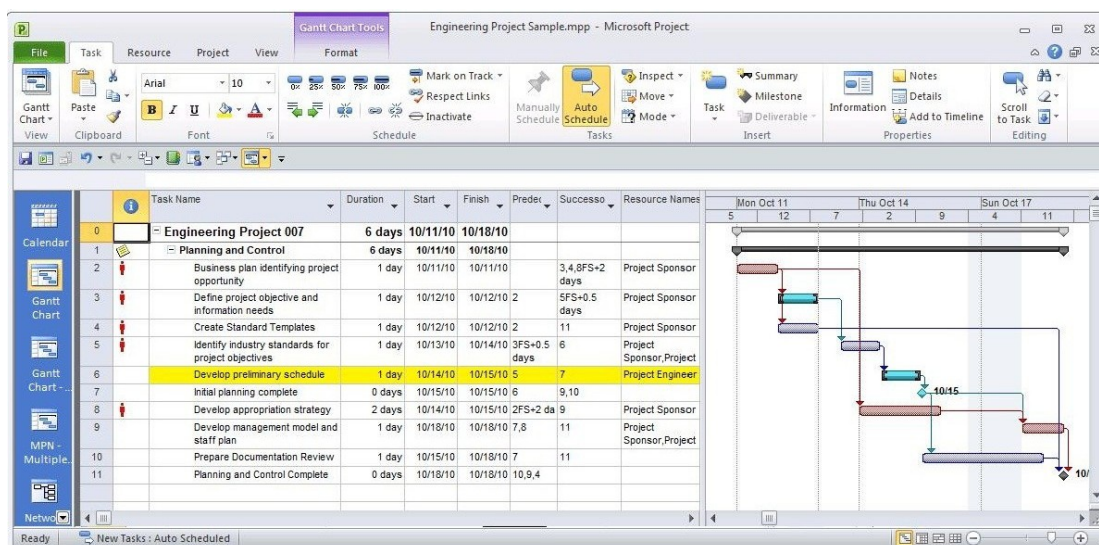 Gantt Chart Tools
Engineering Project Sample.mpp - Microsoft Project
File Task Resource Project View Format
Gantt Chart
View
Paste
Clipboard
Arial 10
B I U A
Font
0% 25% 50% 75% 100%
Mark on Track
Respect Links
Inactivate
Schedule
Manually Schedule
Auto Schedule
Inspect
Move
Mode
Tasks
Task
Summary
Milestone
Deliverable
Insert
Information
Notes
Details
Add to Timeline
Properties
Scroll to Task
Editing
Calendar
Gantt Chart
Gantt Chart -...
MPN - Multiple..
Netwo
Task Name Duration Start Finish Predec Successo Resource Names
0 Engineering Project 007 6 days 10/11/10 10/18/10
1 Planning and Control 6 days 10/11/10 10/18/10
2 Business plan identifying project opportunity 1 day 10/11/10 10/11/10 3,4,8FS+2 days Project Sponsor
3 Define project objective and information needs 1 day 10/12/10 10/12/10 2 5FS+0.5 days Project Sponsor
4 Create Standard Templates 1 day 10/12/10 10/12/10 2 11 Project Sponsor
5 Identify industry standards for project objectives 1 day 10/13/10 10/14/10 3FS+0.5 days 6 Project Sponsor,Project
6 Develop preliminary schedule 1 day 10/14/10 10/15/10 5 7 Project Engineer
7 Initial planning complete 0 days 10/15/10 10/15/10 6 9,10
8 Develop appropriation strategy 2 days 10/14/10 10/15/10 2FS+2 da 9 Project Sponsor
9 Develop management model and staff plan 1 day 10/18/10 10/18/10 7,8 11 Project Sponsor,Project
10 Prepare Documentation Review 1 day 10/15/10 10/18/10 7 11
11 Planning and Control Complete 0 days 10/18/10 10/18/10 10,9,4
Mon Oct 11 Thu Oct 14 Sun Oct 17
5 12 7 2 9 4 11
10/15
10/
Ready New Tasks : Auto Scheduled